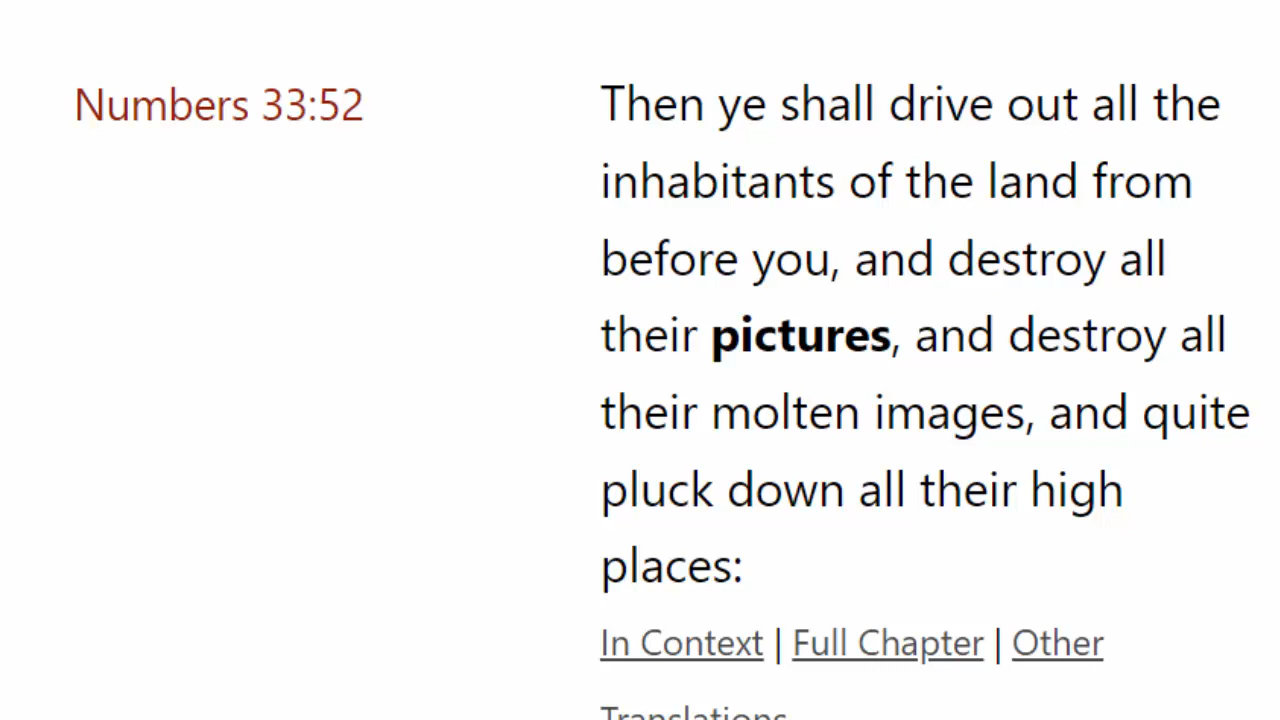 Numbers 33:52
Then ye shall drive out all the
inhabitants of the land from
before you, and destroy all
their pictures, and destroy all
their molten images, and quite
pluck down all their high
places:
In Context | Full Chapter | Other
Translations